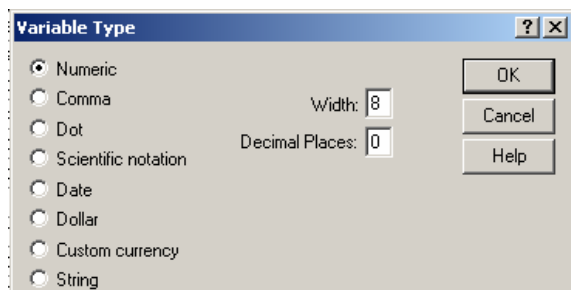 Variable Type
Numeric
Comma
Dot
Scientific notation
Date
Dollar
Custom currency
String
Width: 8
Decimal Places: 0
OK
Cancel
Help